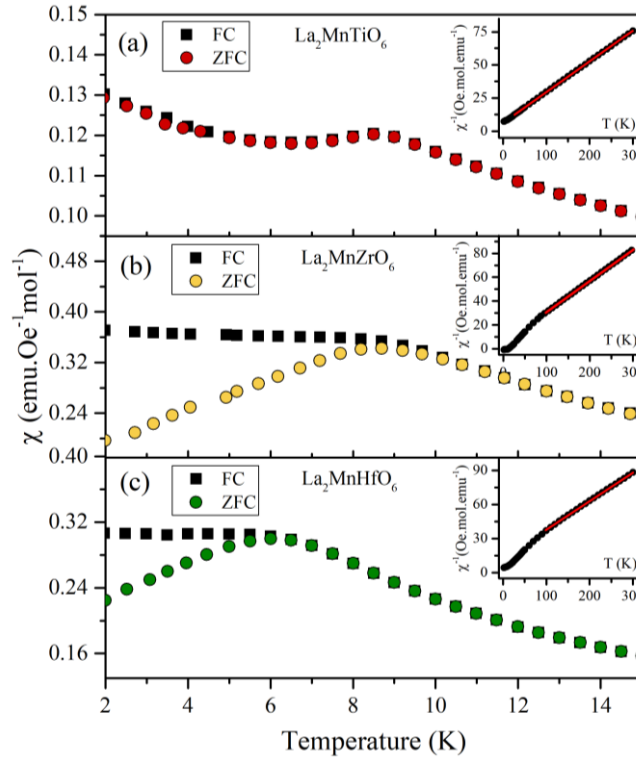 0.15
(a)
FC
ZFC
La₂MnTiO₆
0.14
0.13
0.12
0.11
0.10
χ⁻¹(Oe.mol.emu⁻¹)
75
50
25
0
T (K)
0 100 200 30
(b)
FC
ZFC
La₂MnZrO₆
0.48
0.36
0.24
0.40
χ⁻¹(Oe.mol.emu⁻¹)
80
60
40
20
0
T (K)
0 100 200 30
χ (emu.Oe⁻¹mol⁻¹)
(c)
FC
ZFC
La₂MnHfO₆
0.32
0.24
0.16
χ⁻¹(Oe.mol.emu⁻¹)
90
60
30
0
T (K)
0 100 200 30
2 4 6 8 10 12 14
Temperature (K)